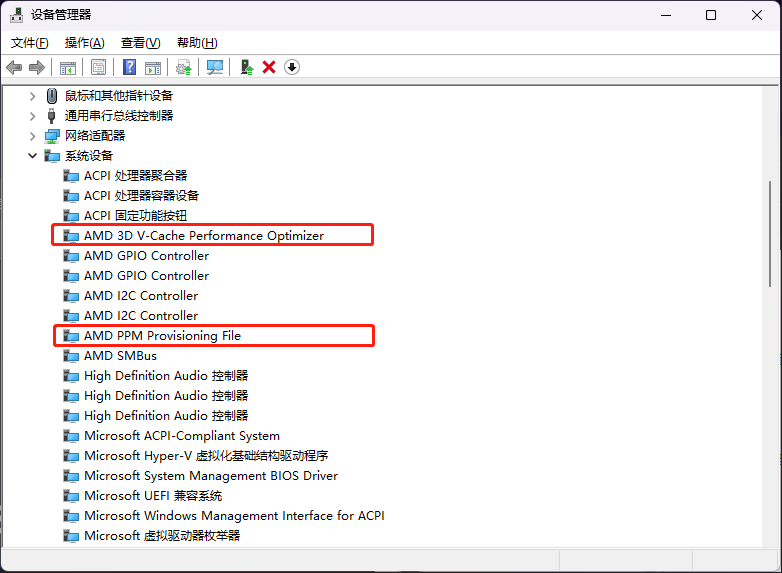 设备管理器
文件(F) 操作(A) 查看(V) 帮助(H)
鼠标和其他指针设备
通用串行总线控制器
网络适配器
系统设备
ACPI 处理器聚合器
ACPI 处理器容器设备
ACPI 固定功能按钮
AMD 3D V-Cache Performance Optimizer
AMD GPIO Controller
AMD GPIO Controller
AMD I2C Controller
AMD I2C Controller
AMD PPM Provisioning File
AMD SMBus
High Definition Audio 控制器
High Definition Audio 控制器
High Definition Audio 控制器
Microsoft ACPI-Compliant System
Microsoft Hyper-V 虚拟化基础结构驱动程序
Microsoft System Management BIOS Driver
Microsoft UEFI 兼容系统
Microsoft Windows Management Interface for ACPI
Microsoft 虚拟驱动器枚举器